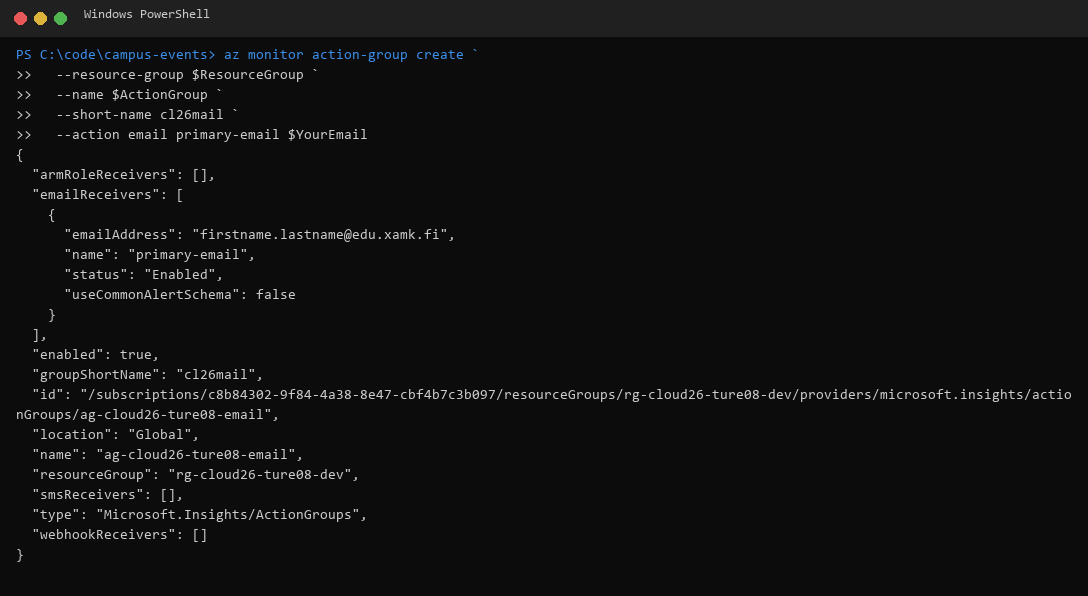 Windows PowerShell
PS C:\code\campus-events> az monitor action-group create `
>>   --resource-group $ResourceGroup `
>>   --name $ActionGroup `
>>   --short-name cl26mail `
>>   --action email primary-email $YourEmail
{
  "armRoleReceivers": [],
  "emailReceivers": [
    {
      "emailAddress": "firstname.lastname@edu.xamk.fi",
      "name": "primary-email",
      "status": "Enabled",
      "useCommonAlertSchema": false
    }
  ],
  "enabled": true,
  "groupShortName": "cl26mail",
  "id": "/subscriptions/c8b84302-9f84-4a38-8e47-cbf4b7c3b097/resourceGroups/rg-cloud26-ture08-dev/providers/microsoft.insights/actio
nGroups/ag-cloud26-ture08-email",
  "location": "Global",
  "name": "ag-cloud26-ture08-email",
  "resourceGroup": "rg-cloud26-ture08-dev",
  "smsReceivers": [],
  "type": "Microsoft.Insights/ActionGroups",
  "webhookReceivers": []
}